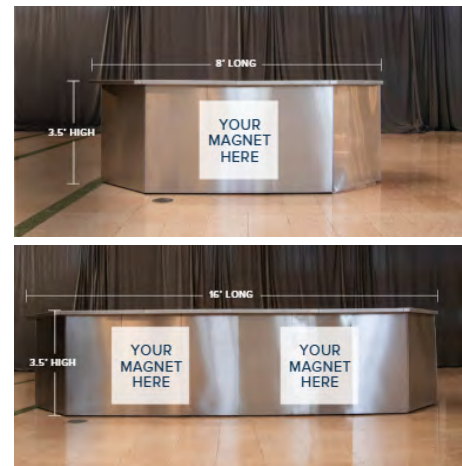 8' LONG
3.5' HIGH
YOUR
MAGNET
HERE
16' LONG
3.5' HIGH
YOUR
MAGNET
HERE
YOUR
MAGNET
HERE